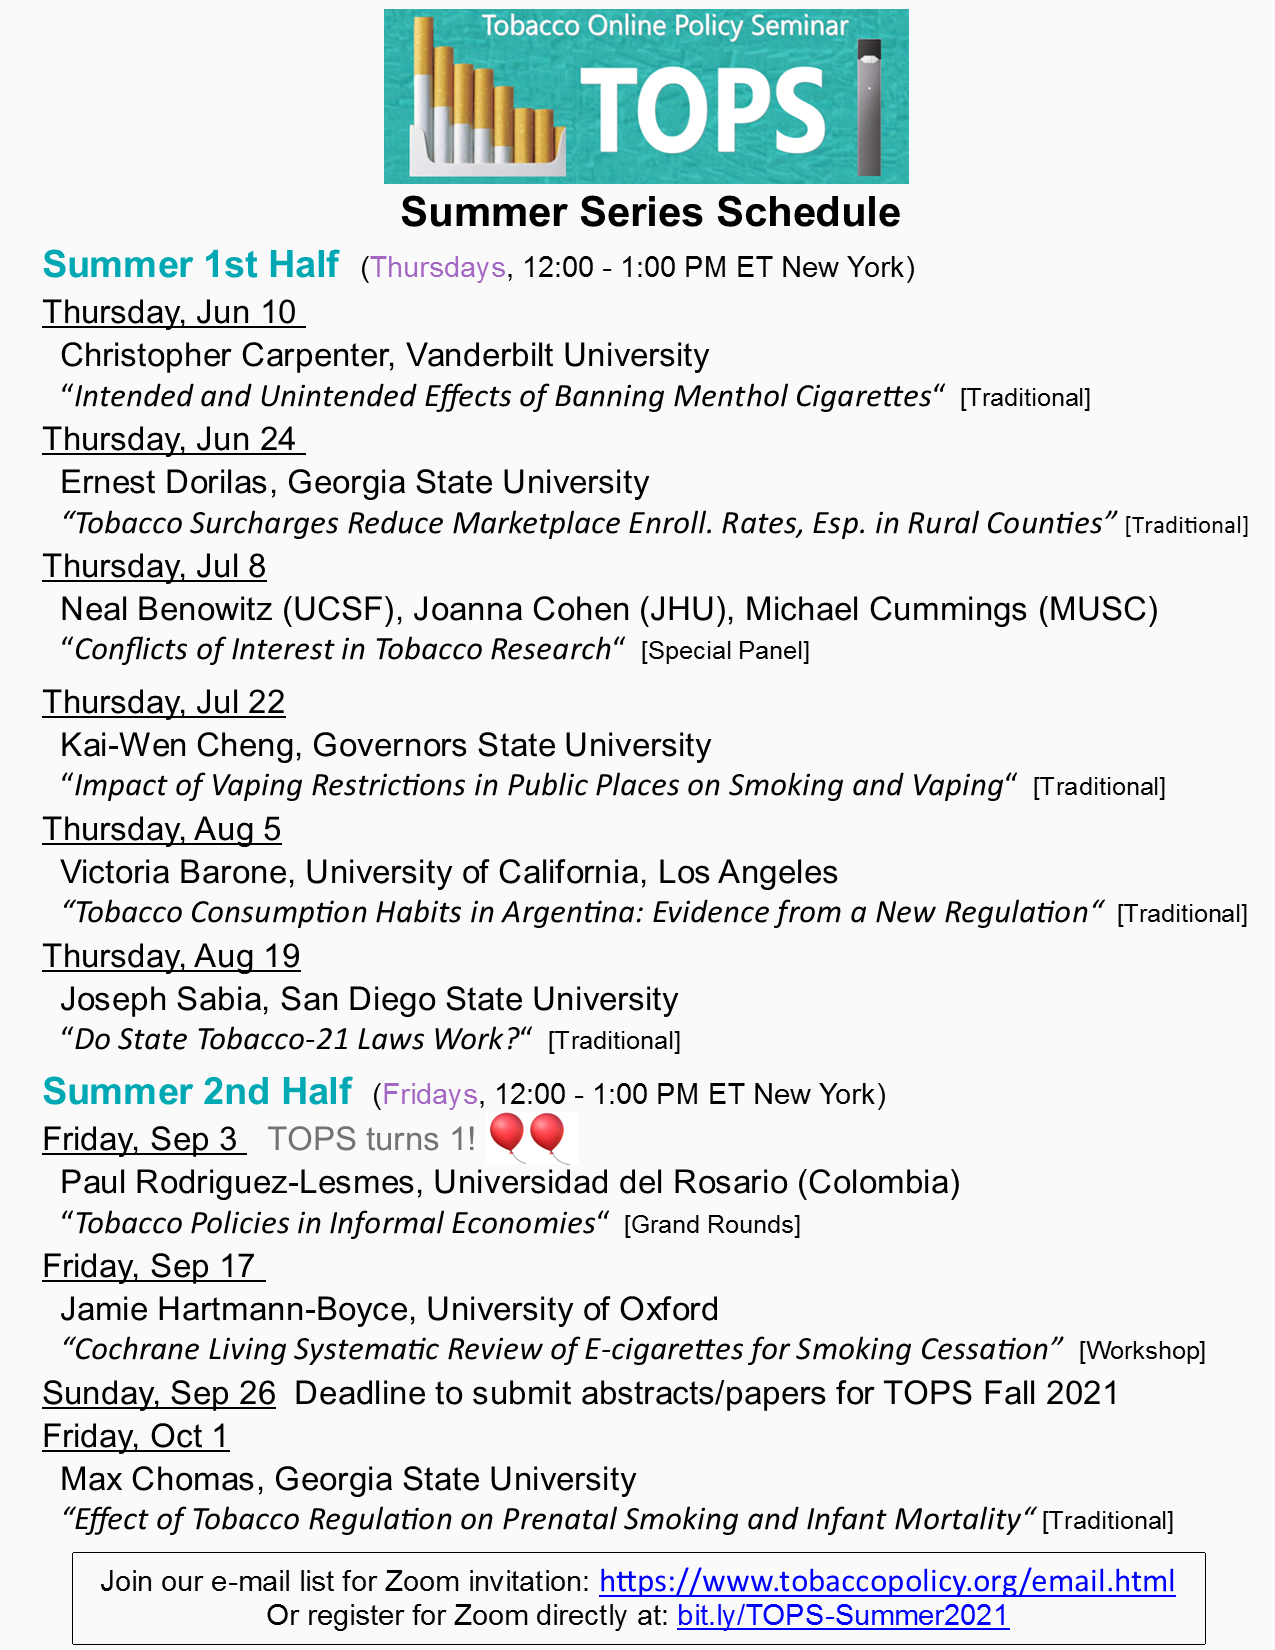 Tobacco Online Policy Seminar
TOPS
Summer Series Schedule
Summer 1st Half (Thursdays, 12:00 - 1:00 PM ET New York)
Thursday, Jun 10
Christopher Carpenter, Vanderbilt University
“Intended and Unintended Effects of Banning Menthol Cigarettes“ [Traditional]
Thursday, Jun 24
Ernest Dorilas, Georgia State University
“Tobacco Surcharges Reduce Marketplace Enroll. Rates, Esp. in Rural Counties” [Traditional]
Thursday, Jul 8
Neal Benowitz (UCSF), Joanna Cohen (JHU), Michael Cummings (MUSC)
“Conflicts of Interest in Tobacco Research“ [Special Panel]
Thursday, Jul 22
Kai-Wen Cheng, Governors State University
“Impact of Vaping Restrictions in Public Places on Smoking and Vaping“ [Traditional]
Thursday, Aug 5
Victoria Barone, University of California, Los Angeles
“Tobacco Consumption Habits in Argentina: Evidence from a New Regulation“ [Traditional]
Thursday, Aug 19
Joseph Sabia, San Diego State University
“Do State Tobacco-21 Laws Work?“ [Traditional]
Summer 2nd Half (Fridays, 12:00 - 1:00 PM ET New York)
Friday, Sep 3 TOPS turns 1!
Paul Rodriguez-Lesmes, Universidad del Rosario (Colombia)
“Tobacco Policies in Informal Economies“ [Grand Rounds]
Friday, Sep 17
Jamie Hartmann-Boyce, University of Oxford
“Cochrane Living Systematic Review of E-cigarettes for Smoking Cessation” [Workshop]
Sunday, Sep 26 Deadline to submit abstracts/papers for TOPS Fall 2021
Friday, Oct 1
Max Chomas, Georgia State University
“Effect of Tobacco Regulation on Prenatal Smoking and Infant Mortality“ [Traditional]
Join our e-mail list for Zoom invitation: https://www.tobaccopolicy.org/email.html
Or register for Zoom directly at: bit.ly/TOPS-Summer2021